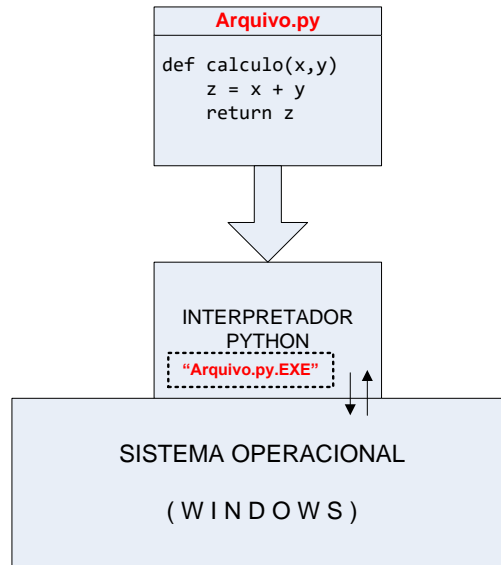 Arquivo.py
def calculo(x,y)
    z = x + y
    return z
INTERPRETADOR
PYTHON
“Arquivo.py.EXE”
SISTEMA OPERACIONAL
( W I N D O W S )